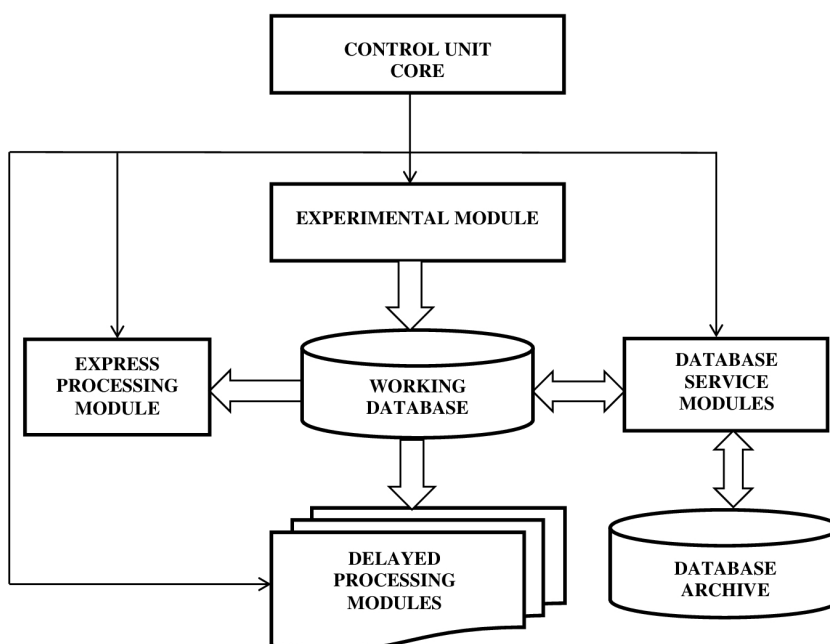 CONTROL UNIT
CORE
EXPERIMENTAL MODULE
EXPRESS
PROCESSING
MODULE
WORKING
DATABASE
DATABASE
SERVICE
MODULES
DELAYED
PROCESSING
MODULES
DATABASE
ARCHIVE